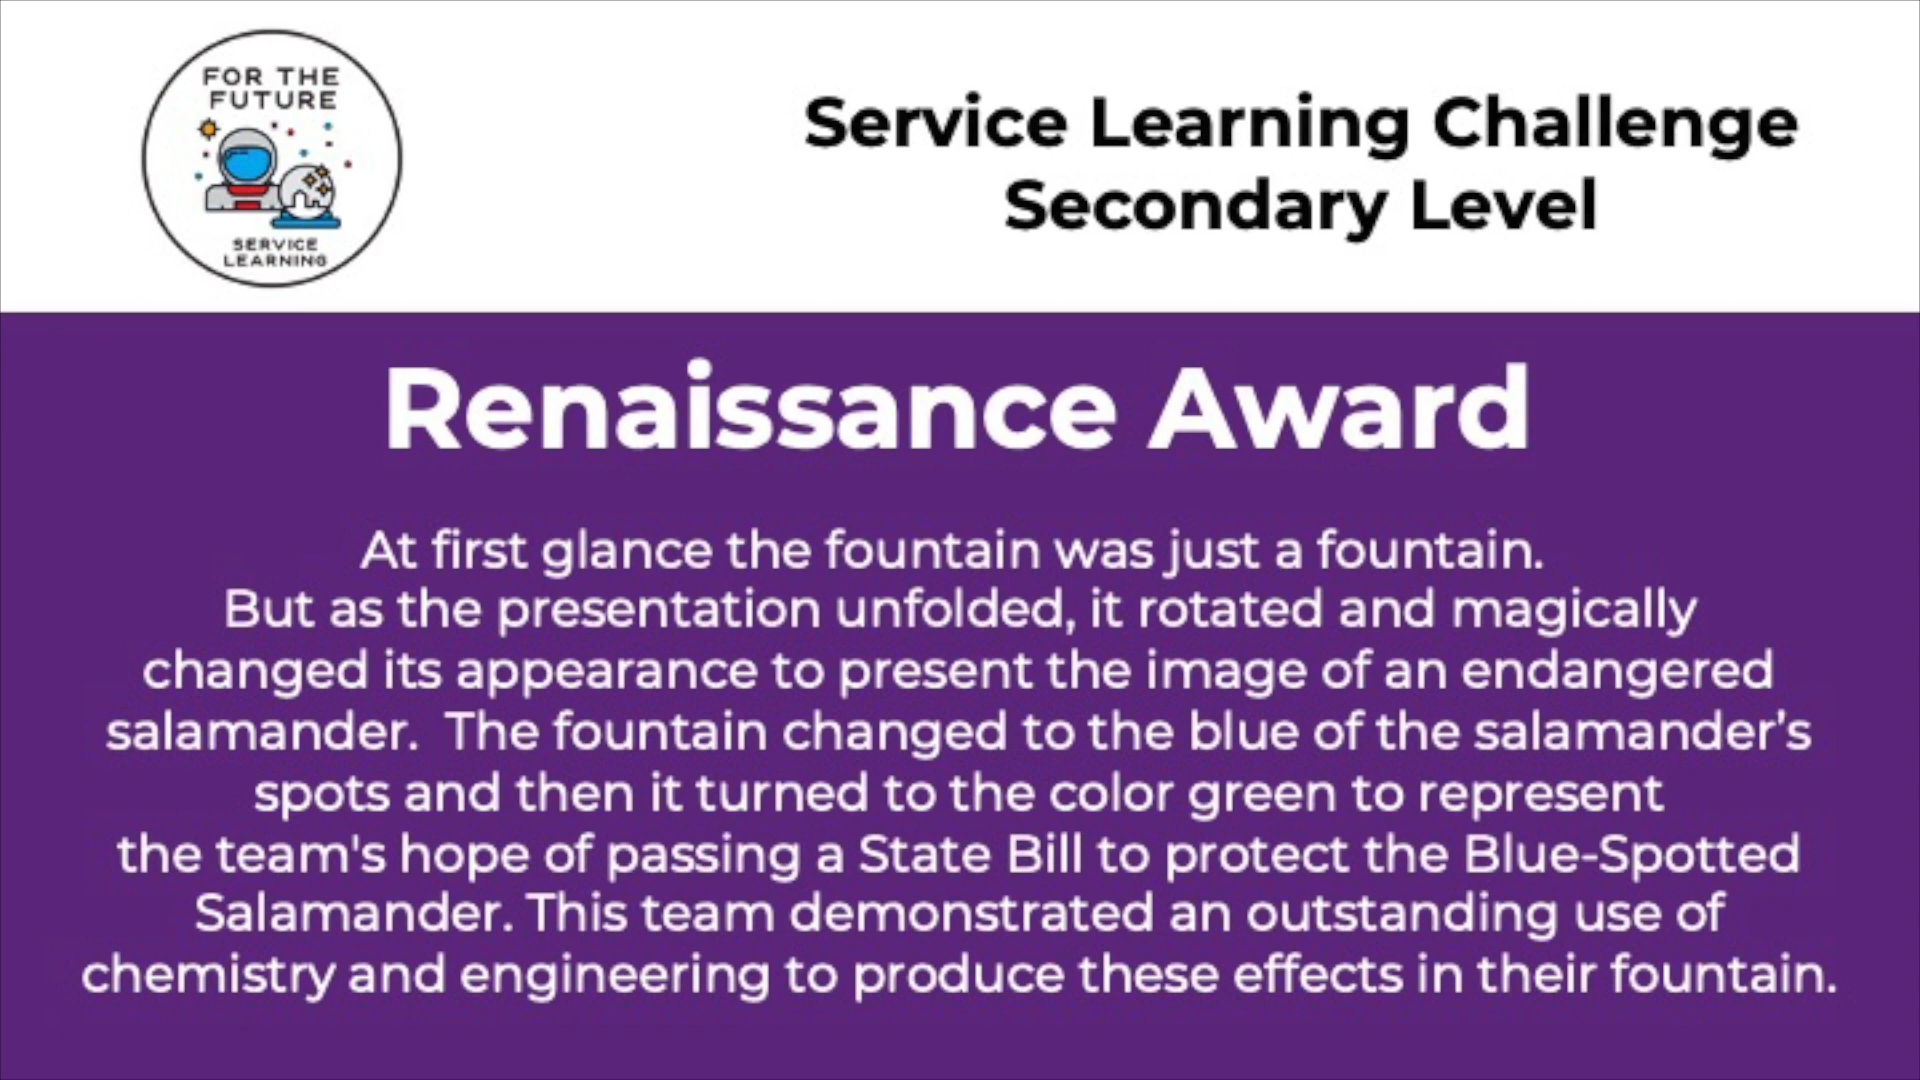 FOR THE
FUTURE
SERVICE
LEARNING
Service Learning Challenge
Secondary Level
Renaissance Award
At first glance the fountain was just a fountain.
But as the presentation unfolded, it rotated and magically
changed its appearance to present the image of an endangered
salamander.  The fountain changed to the blue of the salamander’s
spots and then it turned to the color green to represent
the team's hope of passing a State Bill to protect the Blue-Spotted
Salamander. This team demonstrated an outstanding use of
chemistry and engineering to produce these effects in their fountain.